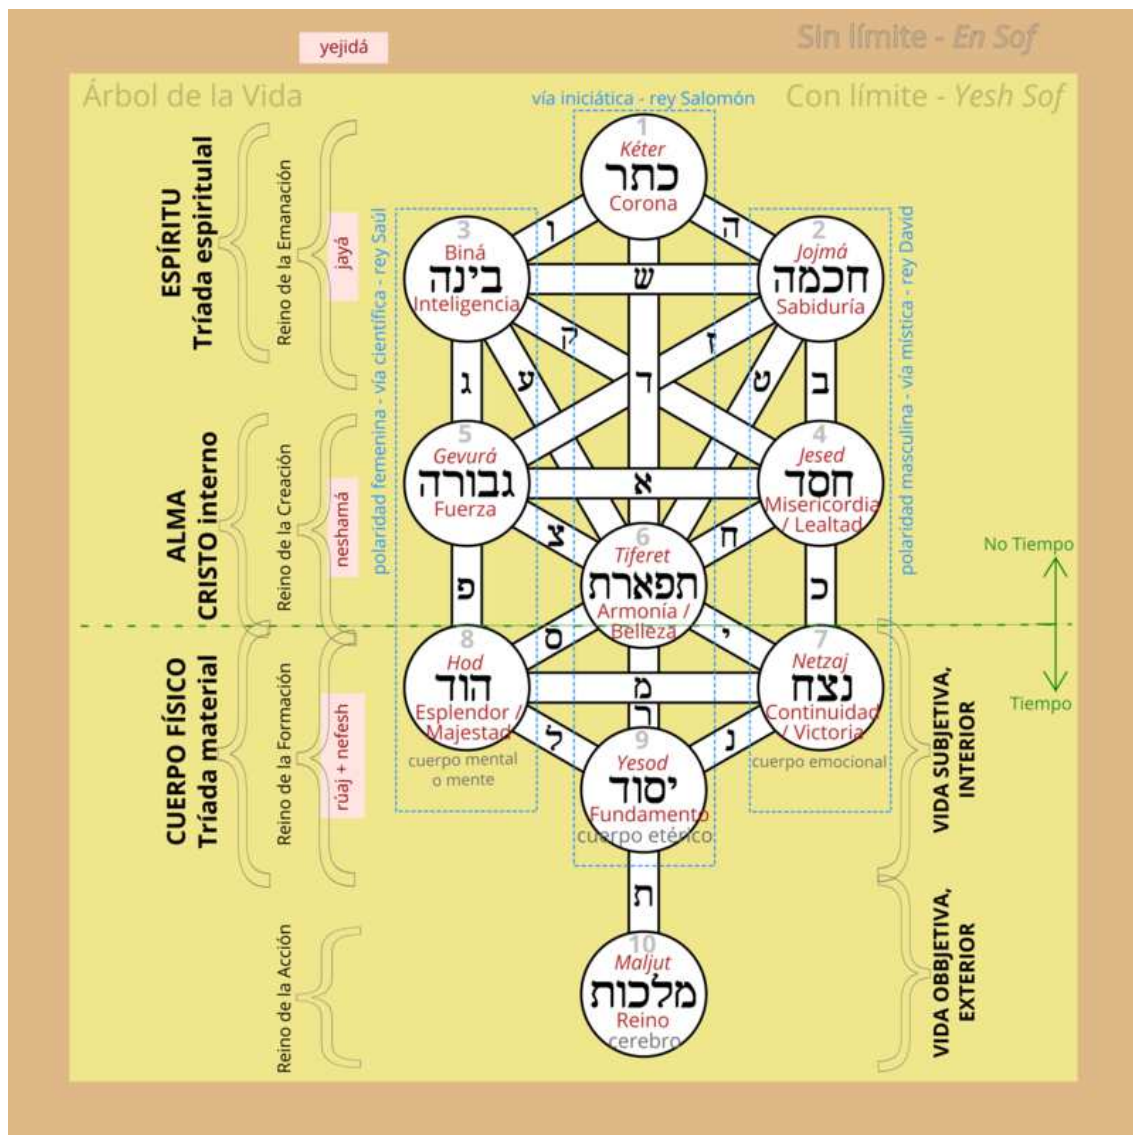 yejidá
Sin límite - En Sof
Árbol de la Vida
Con límite - Yesh Sof
vía iniciática - rey Salomón
ESPÍRITU
Tríada espiritulal
Reino de la Emanación
jayá
ALMA
CRISTO interno
Reino de la Creación
neshamá
CUERPO FÍSICO
Tríada material
Reino de la Formación
rúaj + nefesh
Reino de la Acción
polaridad femenina - vía científica - rey Saúl
polaridad masculina - vía mística - rey David
1
Kéter
כתר
Corona
ו
ה
3
Biná
בינה
Inteligencia
ש
2
Jojmá
חכמה
Sabiduría
ק
ז
ג
ע
ד
ט
ב
5
Gevurá
גבורה
Fuerza
א
4
Jesed
חסד
Misericordia
/ Lealtad
צ
ח
6
Tiferet
תפארת
Armonía /
Belleza
פ
כ
ס
י
8
Hod
הוד
Esplendor /
Majestad
cuerpo mental
o mente
מ
ר
7
Netzaj
נצח
Continuidad
/ Victoria
cuerpo emocional
ל
נ
9
Yesod
יסוד
Fundamento
cuerpo etérico
ת
10
Maljut
מלכות
Reino
cerebro
No Tiempo
Tiempo
VIDA SUBJETIVA,
INTERIOR
VIDA OBBJETIVA,
EXTERIOR